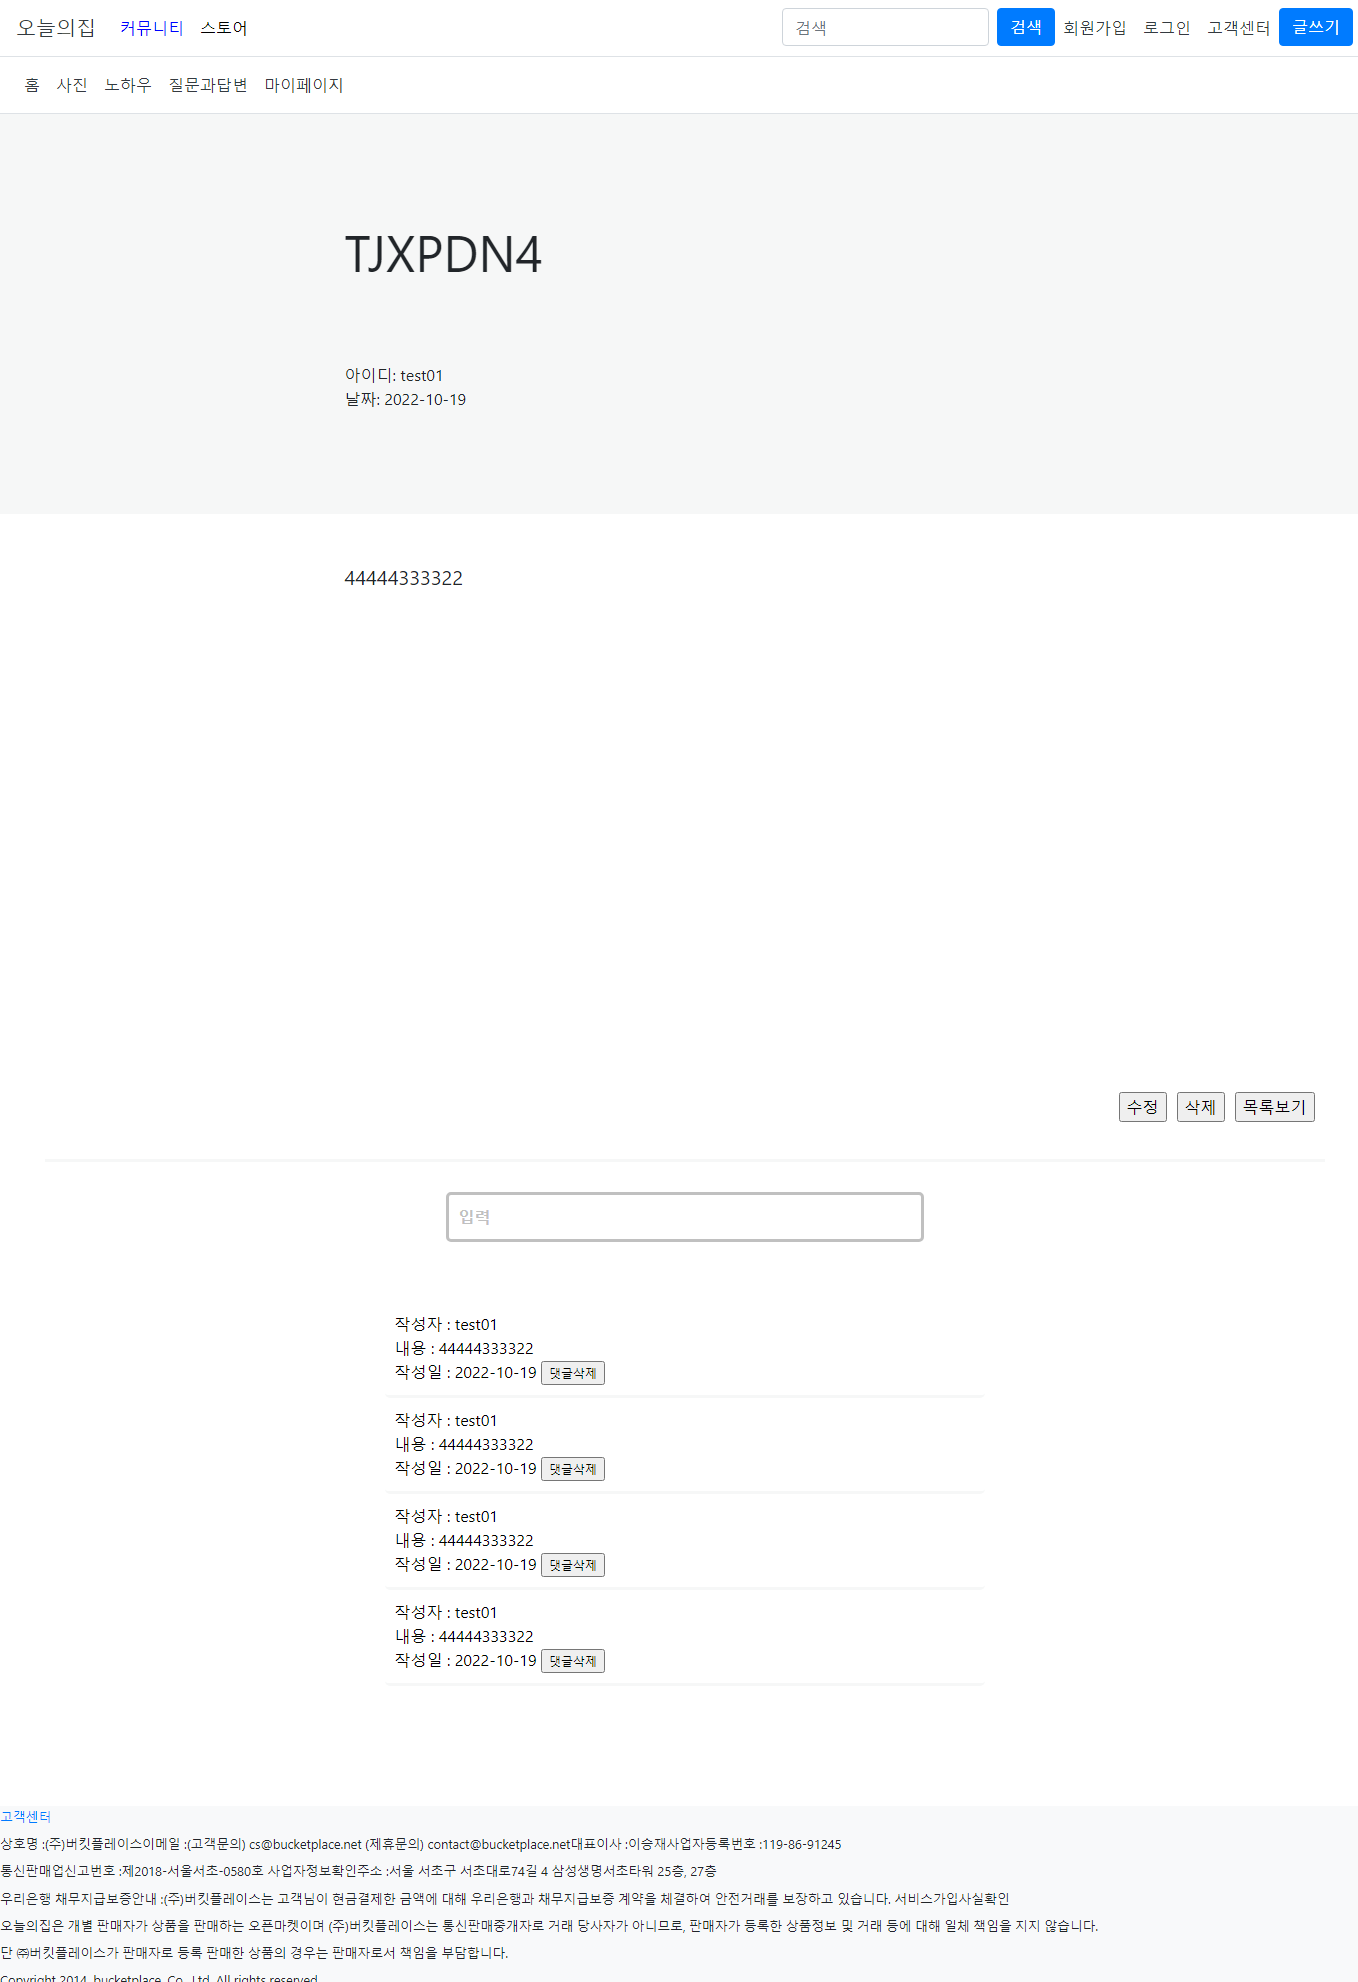 오늘의집 커뮤니티 스토어 검색 검색 회원가입 로그인 고객센터 글쓰기
홈 사진 노하우 질문과답변 마이페이지
TJXPDN4
아이디: test01
날짜: 2022-10-19
44444333322
수정 삭제 목록보기
입력
작성자 : test01
내용 : 44444333322
작성일 : 2022-10-19 댓글삭제
작성자 : test01
내용 : 44444333322
작성일 : 2022-10-19 댓글삭제
작성자 : test01
내용 : 44444333322
작성일 : 2022-10-19 댓글삭제
작성자 : test01
내용 : 44444333322
작성일 : 2022-10-19 댓글삭제
고객센터
상호명 :(주)버킷플레이스이메일 :(고객문의) cs@bucketplace.net (제휴문의) contact@bucketplace.net대표이사 :이승재사업자등록번호 :119-86-91245
통신판매업신고번호 :제2018-서울서초-0580호 사업자정보확인주소 :서울 서초구 서초대로74길 4 삼성생명서초타워 25층, 27층
우리은행 채무지급보증안내 :(주)버킷플레이스는 고객님이 현금결제한 금액에 대해 우리은행과 채무지급보증 계약을 체결하여 안전거래를 보장하고 있습니다. 서비스가입사실확인
오늘의집은 개별 판매자가 상품을 판매하는 오픈마켓이며 (주)버킷플레이스는 통신판매중개자로 거래 당사자가 아니므로, 판매자가 등록한 상품정보 및 거래 등에 대해 일체 책임을 지지 않습니다.
단 ㈜버킷플레이스가 판매자로 등록 판매한 상품의 경우는 판매자로서 책임을 부담합니다.
Copyright 2014. bucketplace, Co., Ltd. All rights reserved